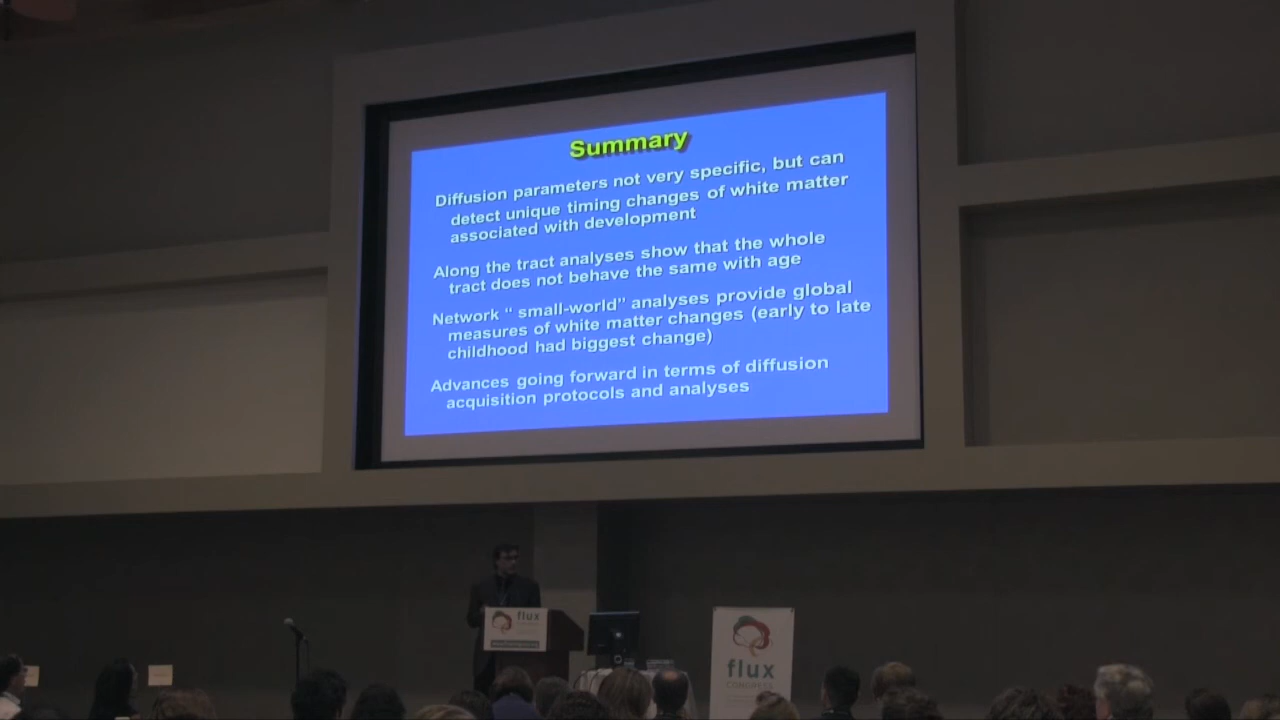 Summary
Diffusion parameters not very specific, but can
detect unique timing changes of white matter
associated with development
Along the tract analyses show that the whole
tract does not behave the same with age
Network “ small-world” analyses provide global
measures of white matter changes (early to late
childhood had biggest change)
Advances going forward in terms of diffusion
acquisition protocols and analyses
flux
flux
CONGRESS